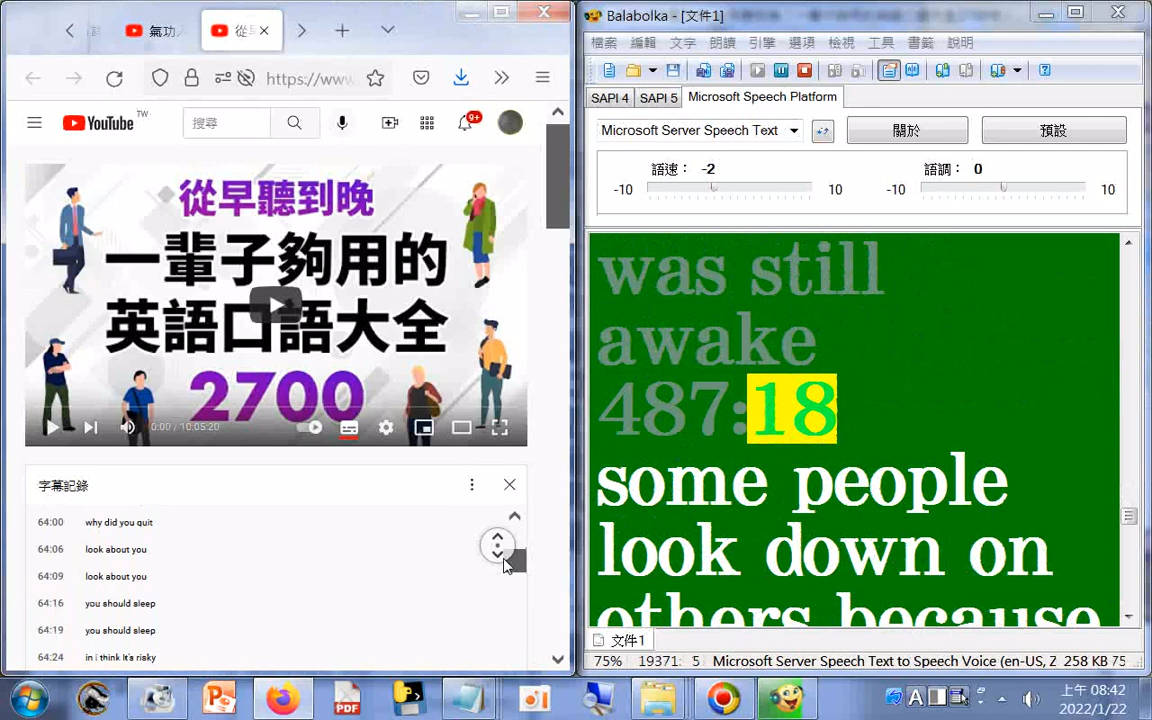 氣功
從
https://www
YouTube TW
搜尋
9+
從早聽到晚
一輩子夠用的
英語口語大全
2700
0:00 / 10:05:20
字幕記錄
64:00 why did you quit
64:06 look about you
64:09 look about you
64:16 you should sleep
64:19 you should sleep
64:24 in i think it's risky
Balabolka - [文件1]
檔案 編輯 文字 朗讀 引擎 選項 檢視 工具 書籤 說明
SAPI 4 SAPI 5 Microsoft Speech Platform
Microsoft Server Speech Text 關於 預設
語速： -2 語調： 0
-10 10 -10 10
was still
awake
487:18
some people
look down on
others because
文件1
75% 19371: 5 Microsoft Server Speech Text to Speech Voice (en-US, Z 258 KB 75
PDF
A
上午 08:42
2022/1/22